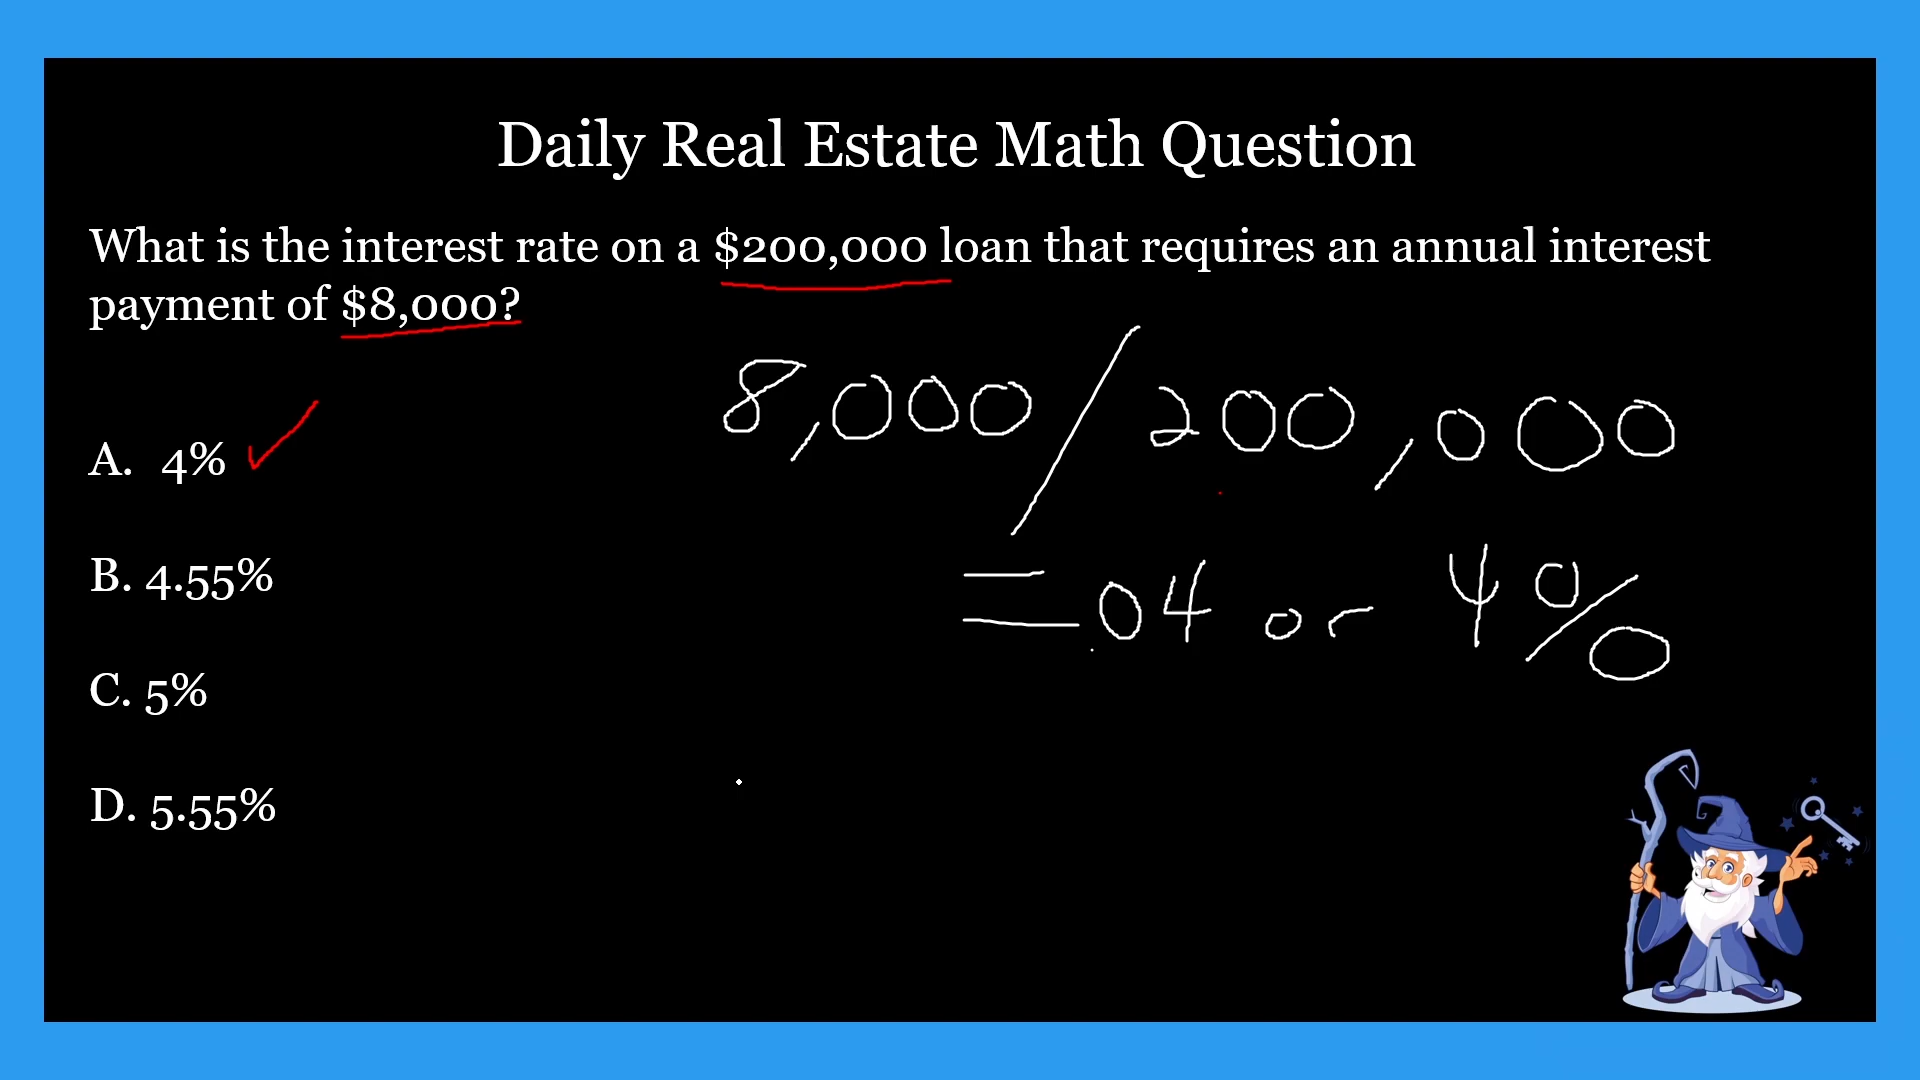 Daily Real Estate Math Question
What is the interest rate on a $200,000 loan that requires an annual interest
payment of $8,000?
8,000/200,000
A. 4%
=.04 or 4%
B. 4.55%
C. 5%
D. 5.55%